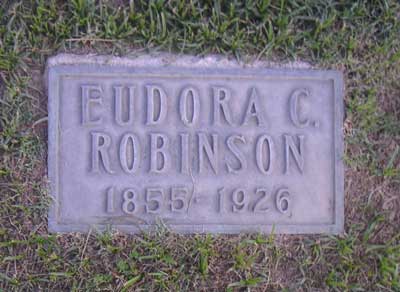 EUDORA C.
ROBINSON
1855 - 1926